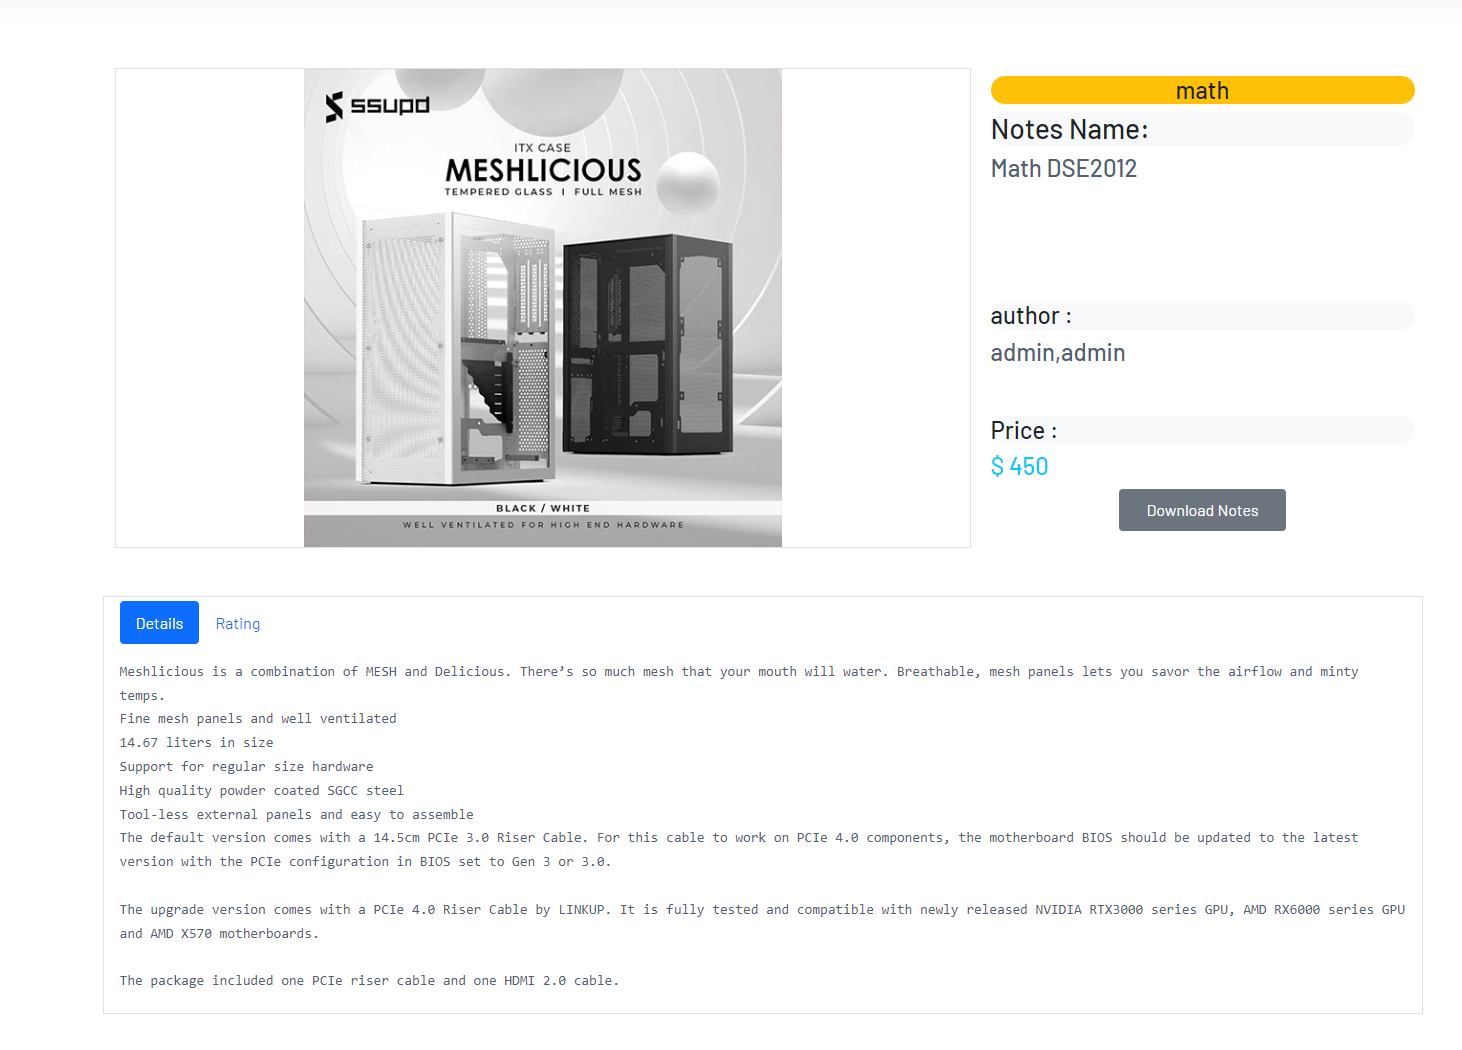 ssupd
ITX CASE
MESHLICIOUS
TEMPERED GLASS I FULL MESH
BLACK / WHITE
WELL VENTILATED FOR HIGH END HARDWARE
math
Notes Name:
Math DSE2012
author :
admin,admin
Price :
$ 450
Download Notes
Details
Rating
Meshlicious is a combination of MESH and Delicious. There’s so much mesh that your mouth will water. Breathable, mesh panels lets you savor the airflow and minty
temps.
Fine mesh panels and well ventilated
14.67 liters in size
Support for regular size hardware
High quality powder coated SGCC steel
Tool-less external panels and easy to assemble
The default version comes with a 14.5cm PCIe 3.0 Riser Cable. For this cable to work on PCIe 4.0 components, the motherboard BIOS should be updated to the latest
version with the PCIe configuration in BIOS set to Gen 3 or 3.0.
The upgrade version comes with a PCIe 4.0 Riser Cable by LINKUP. It is fully tested and compatible with newly released NVIDIA RTX3000 series GPU, AMD RX6000 series GPU
and AMD X570 motherboards.
The package included one PCIe riser cable and one HDMI 2.0 cable.